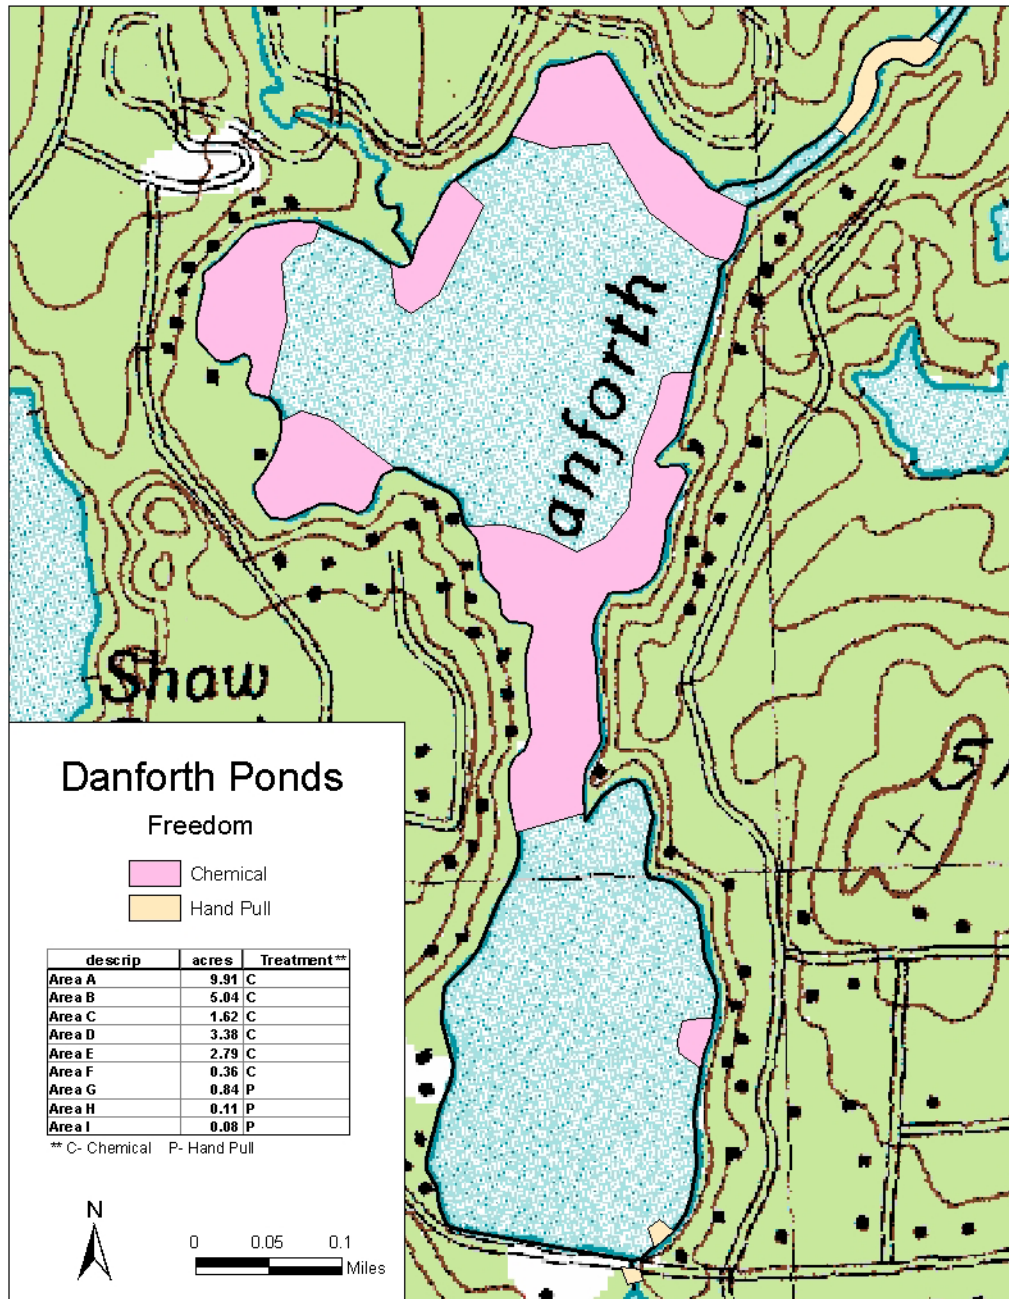 anforth
Shaw
Danforth Ponds
Freedom
Chemical
Hand Pull
descrip acres Treatment**
Area A 9.91 C
Area B 5.04 C
Area C 1.62 C
Area D 3.38 C
Area E 2.79 C
Area F 0.36 C
Area G 0.84 P
Area H 0.11 P
Area I 0.08 P
** C- Chemical P- Hand Pull
N
0 0.05 0.1
Miles